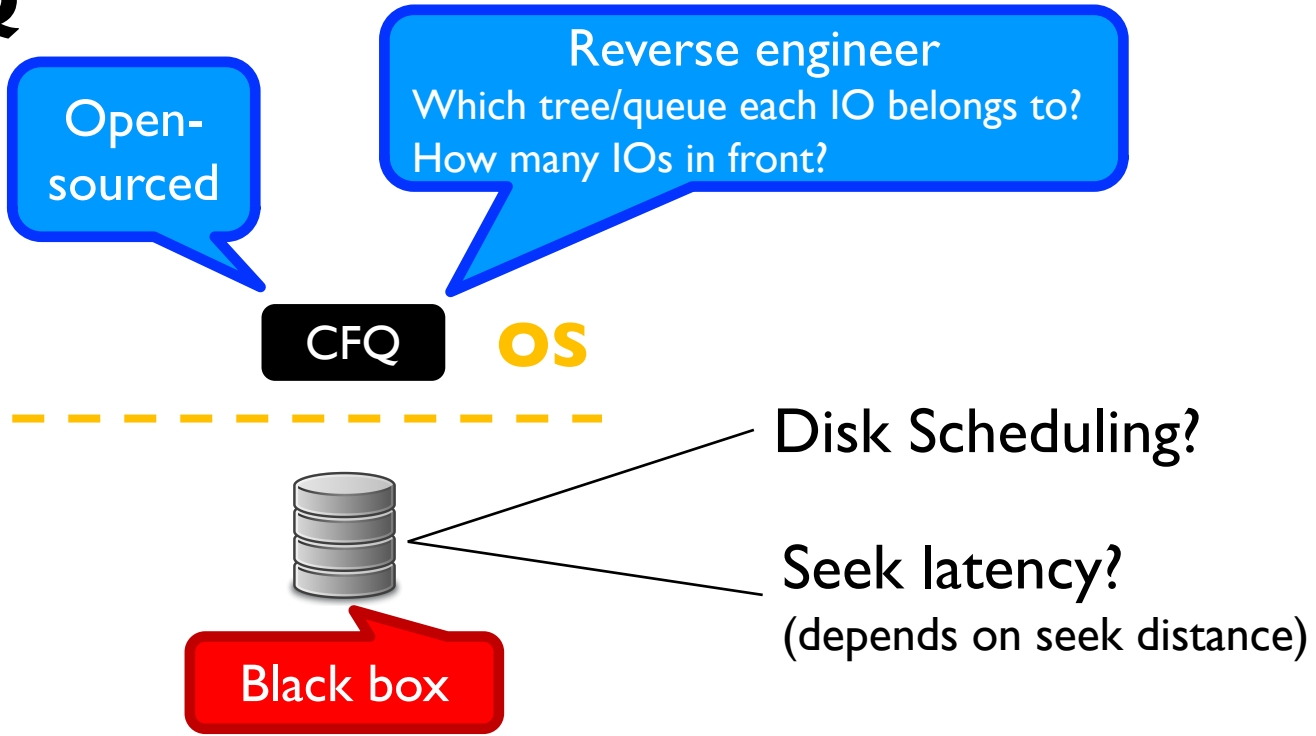 Reverse engineer
Which tree/queue each IO belongs to?
How many IOs in front?
Open-
sourced
CFQ
OS
Disk Scheduling?
Seek latency?
(depends on seek distance)
Black box